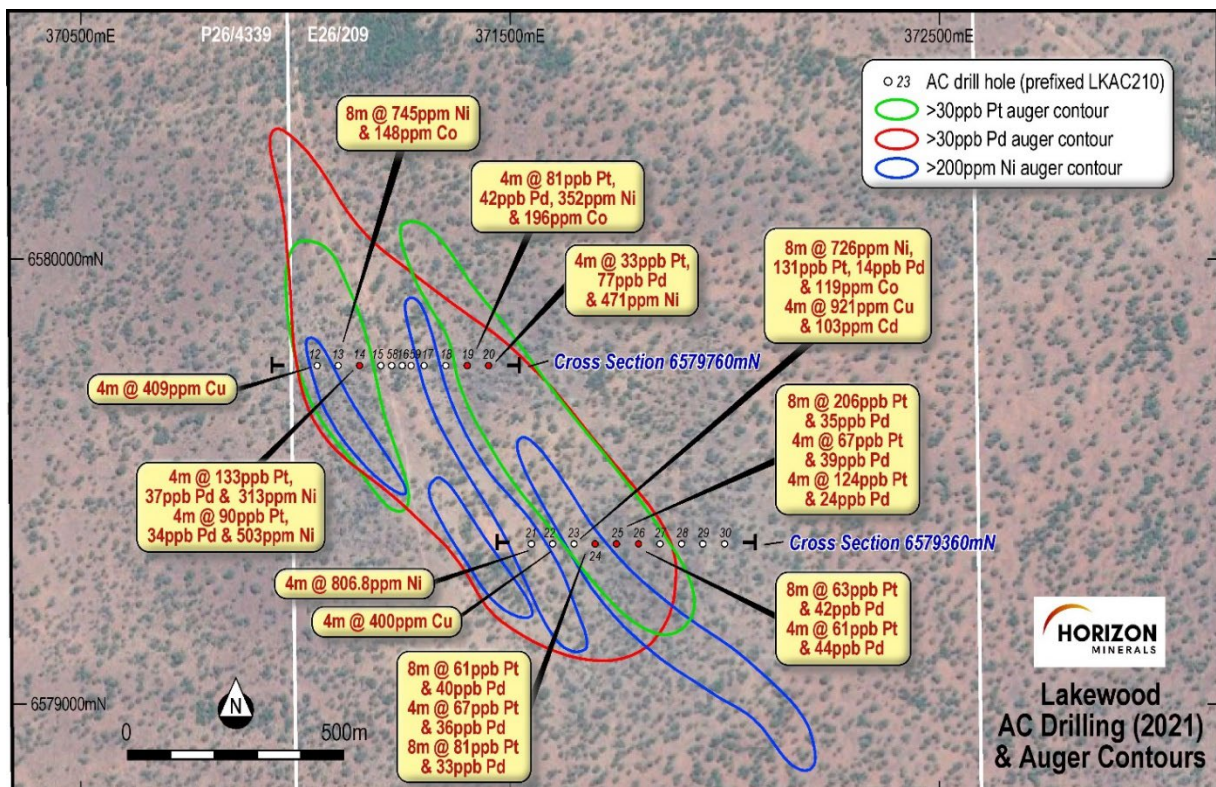 370500mE
P26/4339
E26/209
371500mE
372500mE
23 AC drill hole (prefixed LKAC210)
>30ppb Pt auger contour
>30ppb Pd auger contour
>200ppm Ni auger contour
8m @ 745ppm Ni
& 148ppm Co
4m @ 81ppb Pt,
42ppb Pd, 352ppm Ni
& 196ppm Co
4m @ 33ppb Pt,
77ppb Pd
& 471ppm Ni
8m @ 726ppm Ni,
131ppb Pt, 14ppb Pd
& 119ppm Co
4m @ 921ppm Cu
& 103ppm Cd
6580000mN
12 13 14 15 58 16 59 17 18 19 20
Cross Section 6579760mN
4m @ 409ppm Cu
4m @ 133ppb Pt,
37ppb Pd & 313ppm Ni
4m @ 90ppb Pt,
34ppb Pd & 503ppm Ni
8m @ 206ppb Pt
& 35ppb Pd
4m @ 67ppb Pt
& 39ppb Pd
4m @ 124ppb Pt
& 24ppb Pd
21 22 23 24 25 26 27 28 29 30
Cross Section 6579360mN
4m @ 806.8ppm Ni
4m @ 400ppm Cu
8m @ 63ppb Pt
& 42ppb Pd
4m @ 61ppb Pt
& 44ppb Pd
8m @ 61ppb Pt
& 40ppb Pd
4m @ 67ppb Pt
& 36ppb Pd
8m @ 81ppb Pt
& 33ppb Pd
6579000mN
N
0 500m
HORIZON
MINERALS
Lakewood
AC Drilling (2021)
& Auger Contours